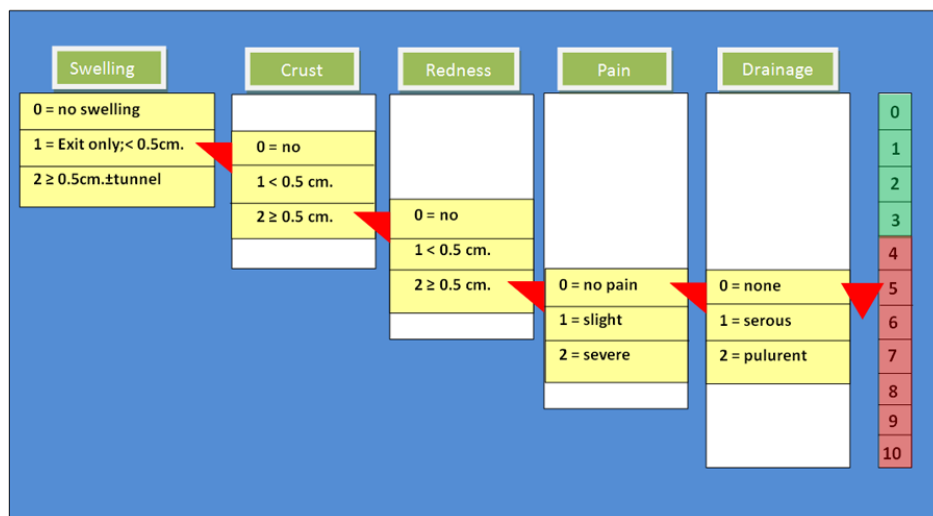 Swelling
Crust
Redness
Pain
Drainage
0 = no swelling
1 = Exit only;< 0.5cm.
2 ≥ 0.5cm.±tunnel
0 = no
1 < 0.5 cm.
2 ≥ 0.5 cm.
0 = no
1 < 0.5 cm.
2 ≥ 0.5 cm.
0 = no pain
1 = slight
2 = severe
0 = none
1 = serous
2 = pulurent
0
1
2
3
4
5
6
7
8
9
10